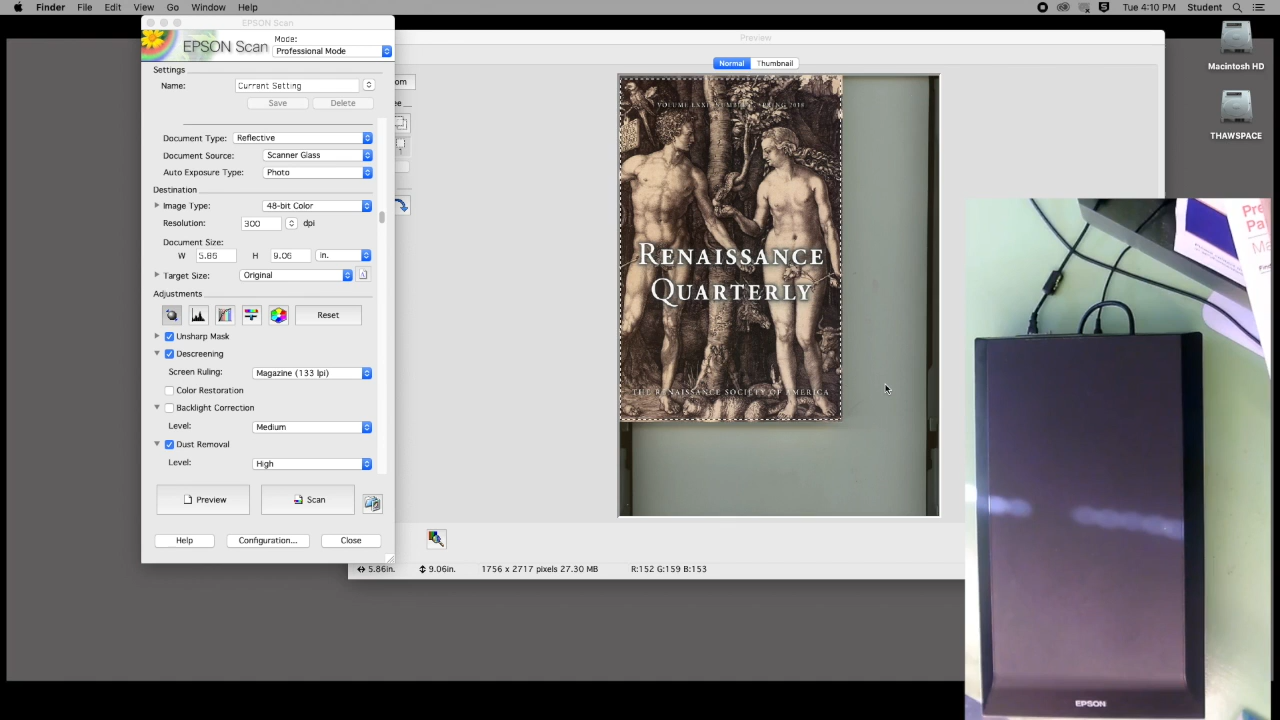 Finder File Edit View Go Window Help
Tue 4:10 PM Student
EPSON Scan
EPSON Scan
Mode:
Professional Mode
Settings
Name: Current Setting
Save Delete
Document Type: Reflective
Document Source: Scanner Glass
Auto Exposure Type: Photo
Destination
Image Type: 48-bit Color
Resolution: 300 dpi
Document Size:
W 5.86 H 9.06 in.
Target Size: Original
Adjustments
Reset
Unsharp Mask
Descreening
Screen Ruling: Magazine (133 lpi)
Color Restoration
Backlight Correction
Level: Medium
Dust Removal
Level: High
Preview Scan
Help Configuration... Close
Preview
Normal Thumbnail
om
ee
RENAISSANCE
QUARTERLY
THE RENAISSANCE SOCIETY OF AMERICA
5.86in. 9.06in. 1756 x 2717 pixels 27.30 MB R:152 G:159 B:153
Macintosh HD
THAWSPACE
Pre
Pa
EPSON